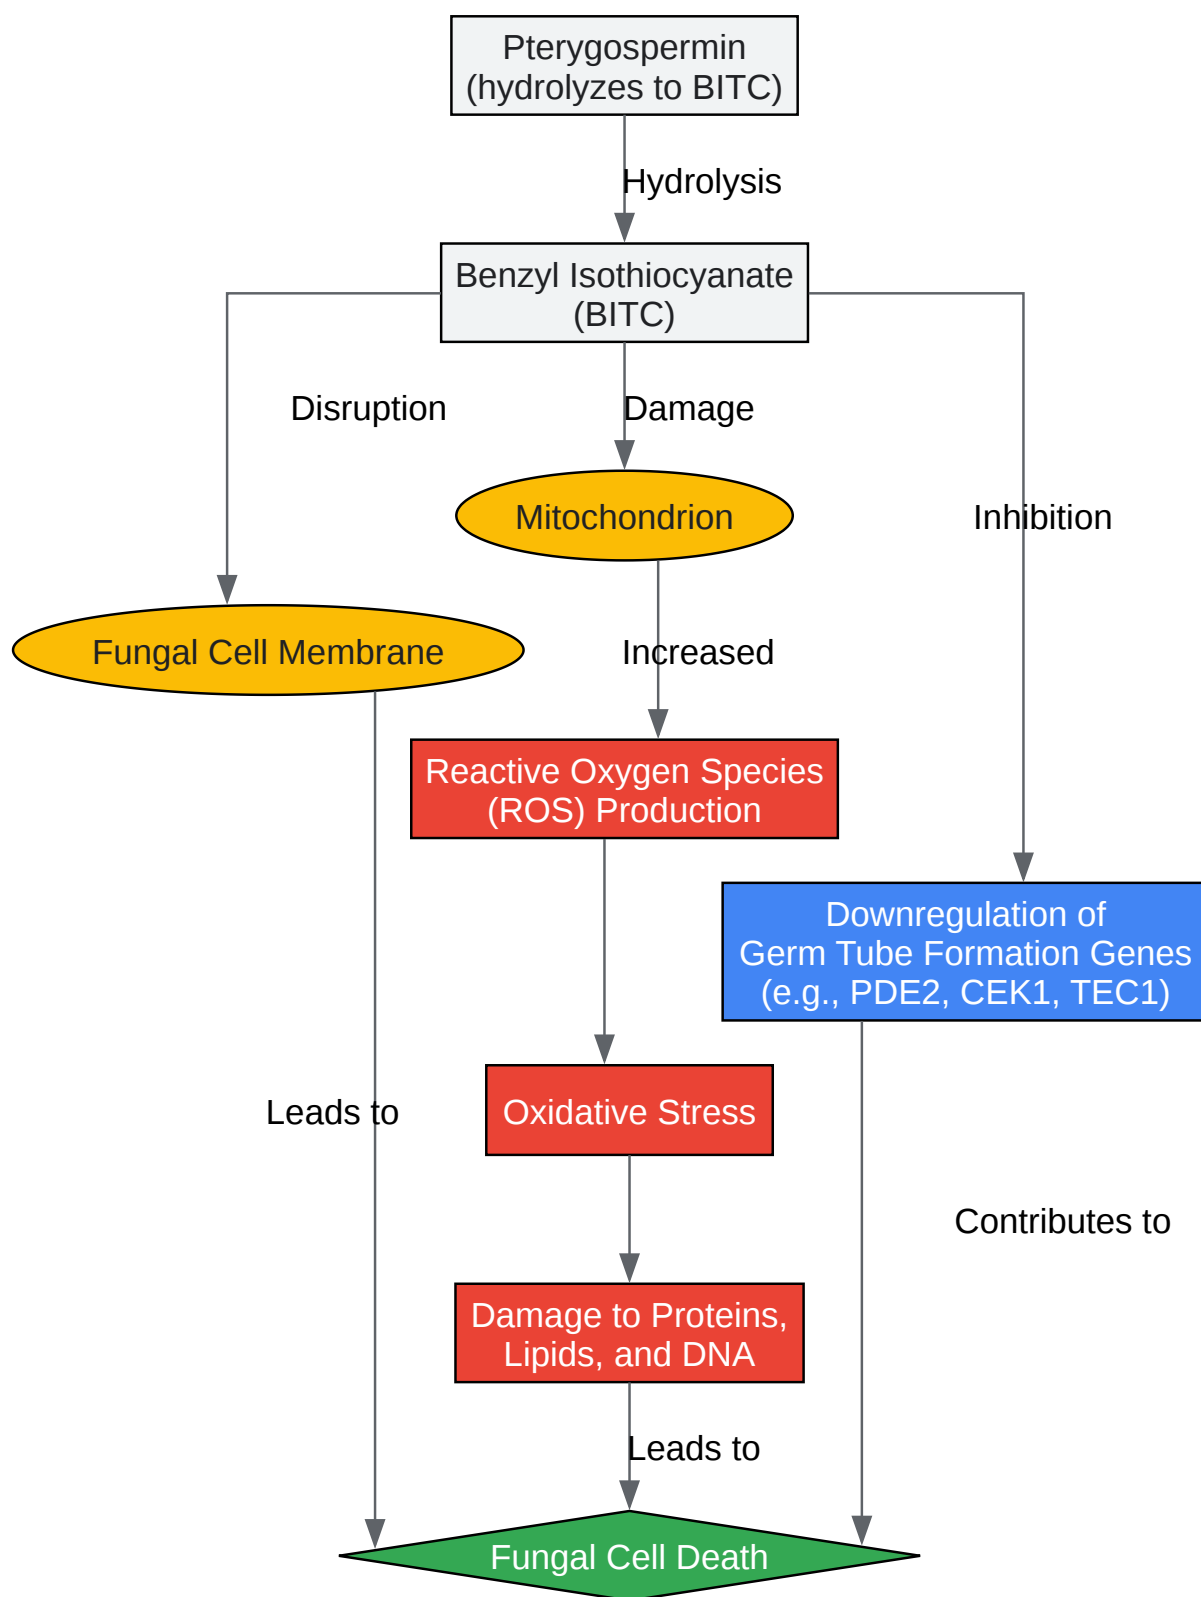 Pterygospermin
(hydrolyzes to BITC)
Hydrolysis
Benzyl Isothiocyanate
(BITC)
Disruption
Damage
Mitochondrion
Inhibition
Fungal Cell Membrane
Increased
Reactive Oxygen Species
(ROS) Production
Downregulation of
Germ Tube Formation Genes
(e.g., PDE2, CEK1, TEC1)
Oxidative Stress
Leads to
Contributes to
Damage to Proteins,
Lipids, and DNA
Leads to
Fungal Cell Death